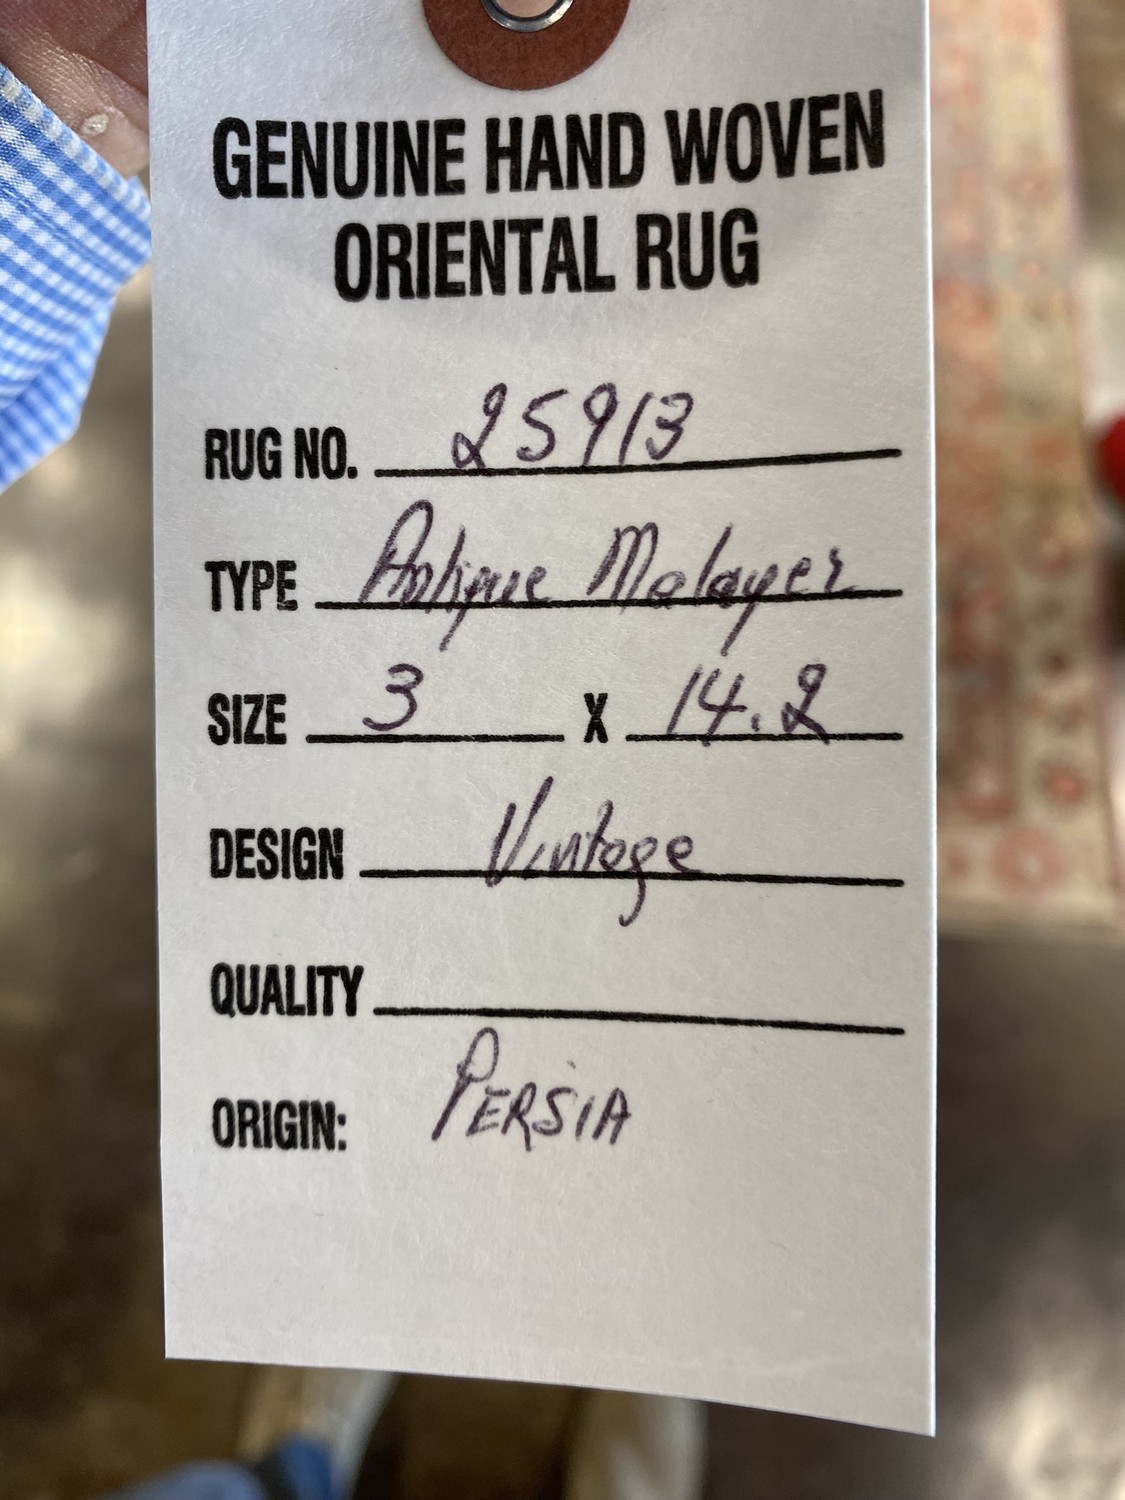 GENUINE HAND WOVEN
ORIENTAL RUG
RUG NO. 25913
TYPE Antique Malayer
SIZE 3 X 14.2
DESIGN Vintage
QUALITY
ORIGIN: PERSIA